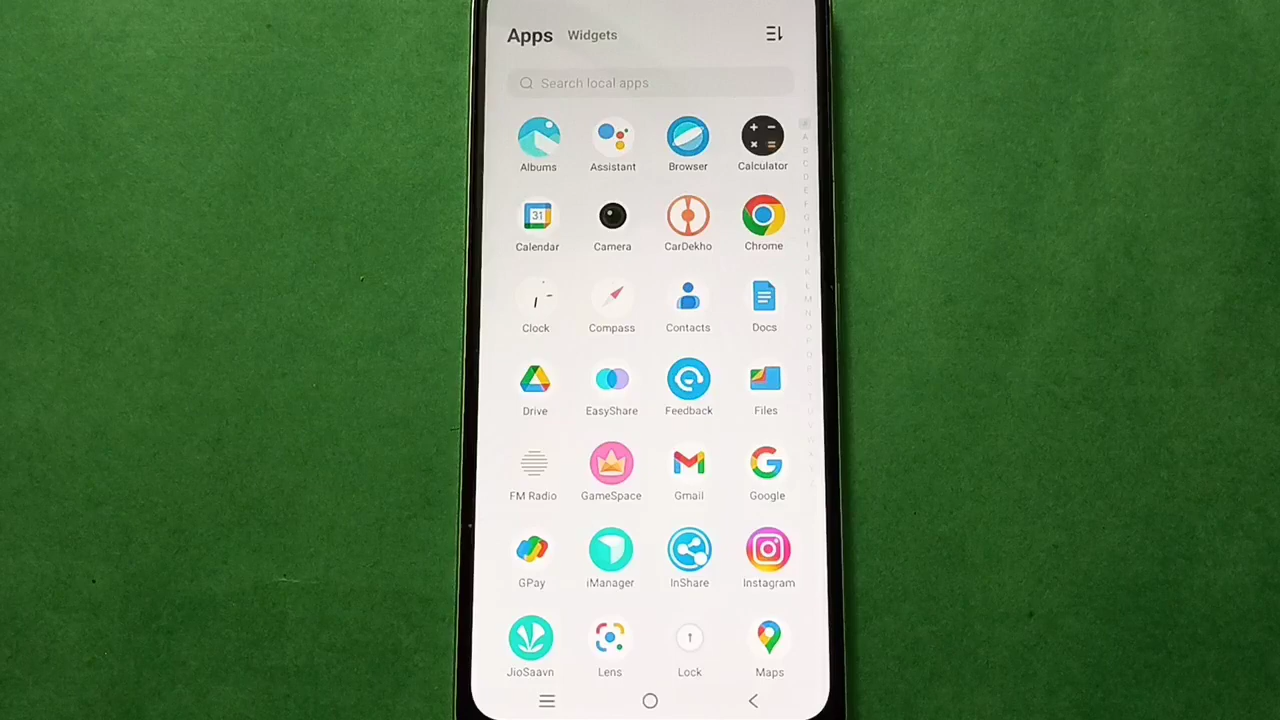 Apps Widgets
Search local apps
Albums Assistant Browser Calculator
31
Calendar Camera CarDekho Chrome
Clock Compass Contacts Docs
Drive EasyShare Feedback Files
FM Radio GameSpace Gmail Google
GPay iManager InShare Instagram
JioSaavn Lens Lock Maps